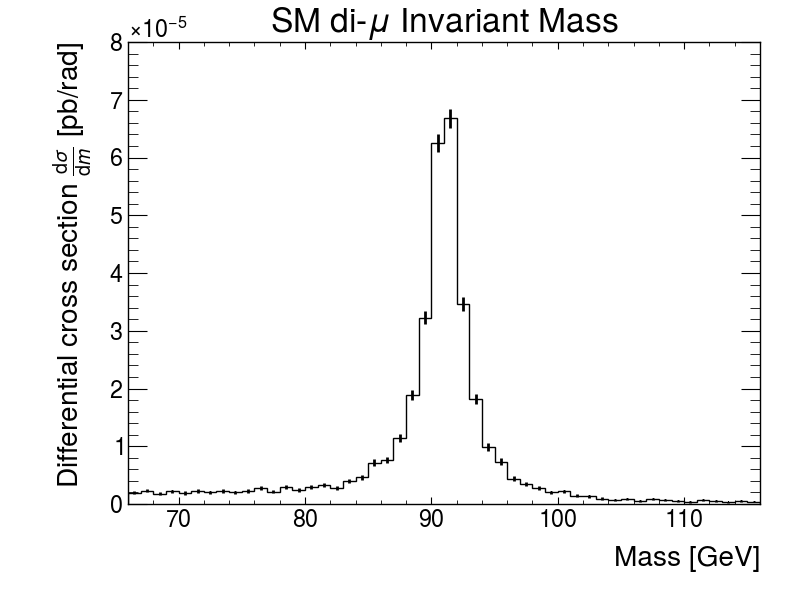 SM di-μ Invariant Mass
×10⁻⁵
8
7
6
5
4
3
2
1
0
Differential cross section dσ/dm [pb/rad]
70 80 90 100 110
Mass [GeV]